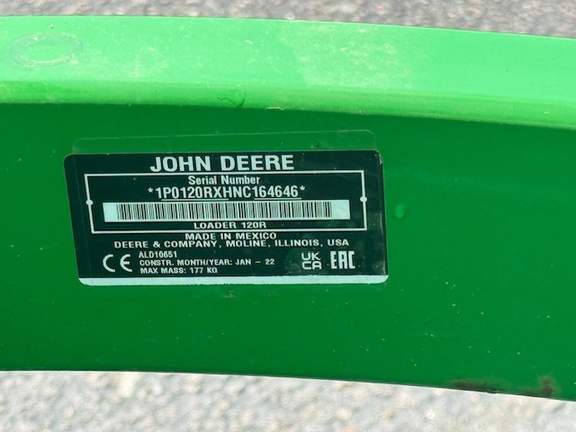 JOHN DEERE
Serial Number
*1P0120RXHNC164646*
LOADER 120R
MADE IN MEXICO
DEERE & COMPANY, MOLINE, ILLINOIS, USA
ALD10651
CONSTR. MONTH/YEAR: JAN - 22
MAX MASS: 177 KG
CE
UK
CA
EAC